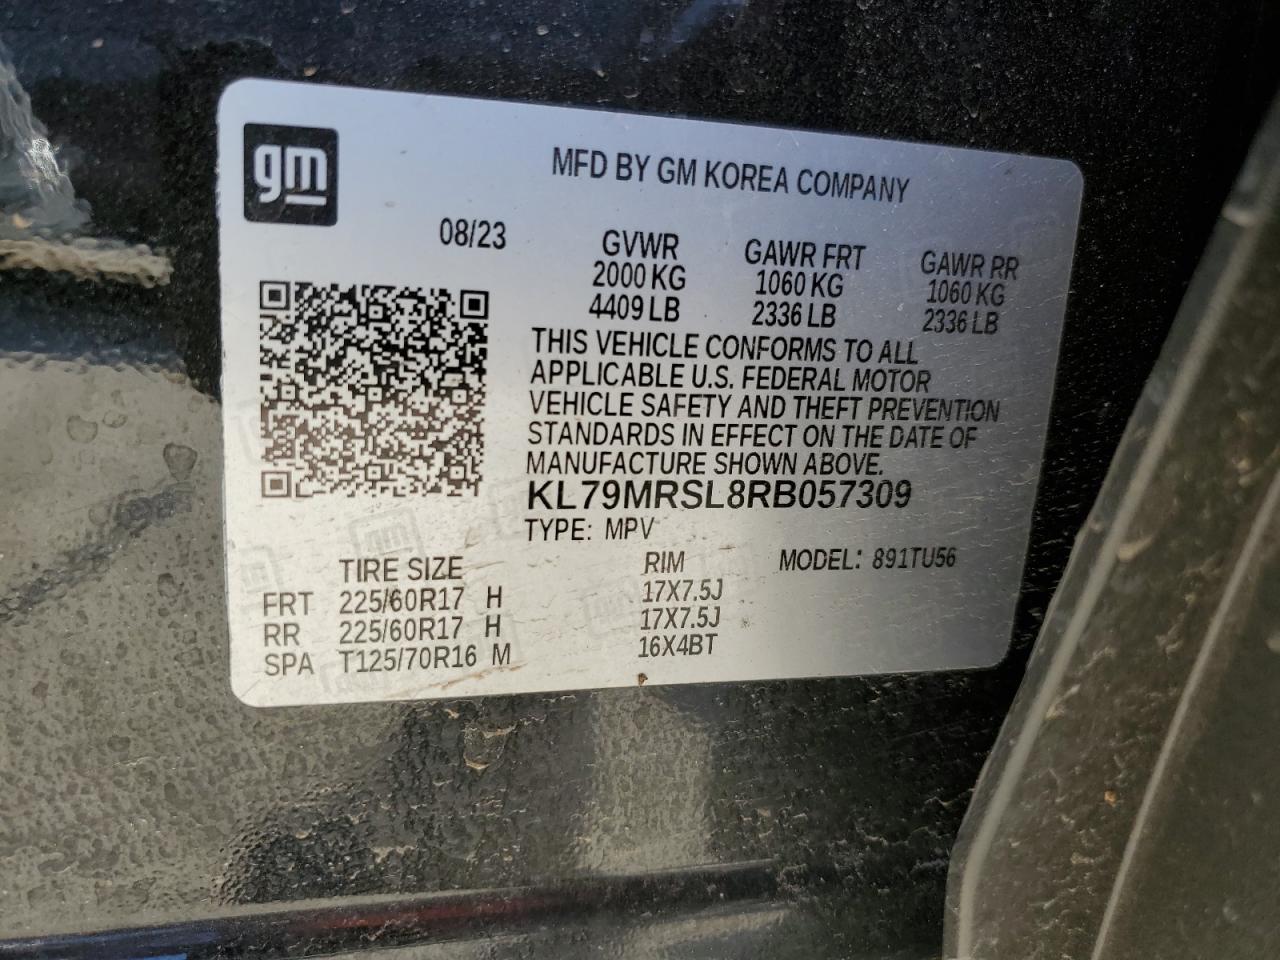 gm
MFD BY GM KOREA COMPANY
08/23
GVWR GAWR FRT GAWR RR
2000 KG 1060 KG 1060 KG
4409 LB 2336 LB 2336 LB
THIS VEHICLE CONFORMS TO ALL
APPLICABLE U.S. FEDERAL MOTOR
VEHICLE SAFETY AND THEFT PREVENTION
STANDARDS IN EFFECT ON THE DATE OF
MANUFACTURE SHOWN ABOVE.
KL79MRSL8RB057309
TYPE: MPV
TIRE SIZE RIM MODEL: 891TU56
FRT 225/60R17 H 17X7.5J
RR 225/60R17 H 17X7.5J
SPA T125/70R16 M 16X4BT